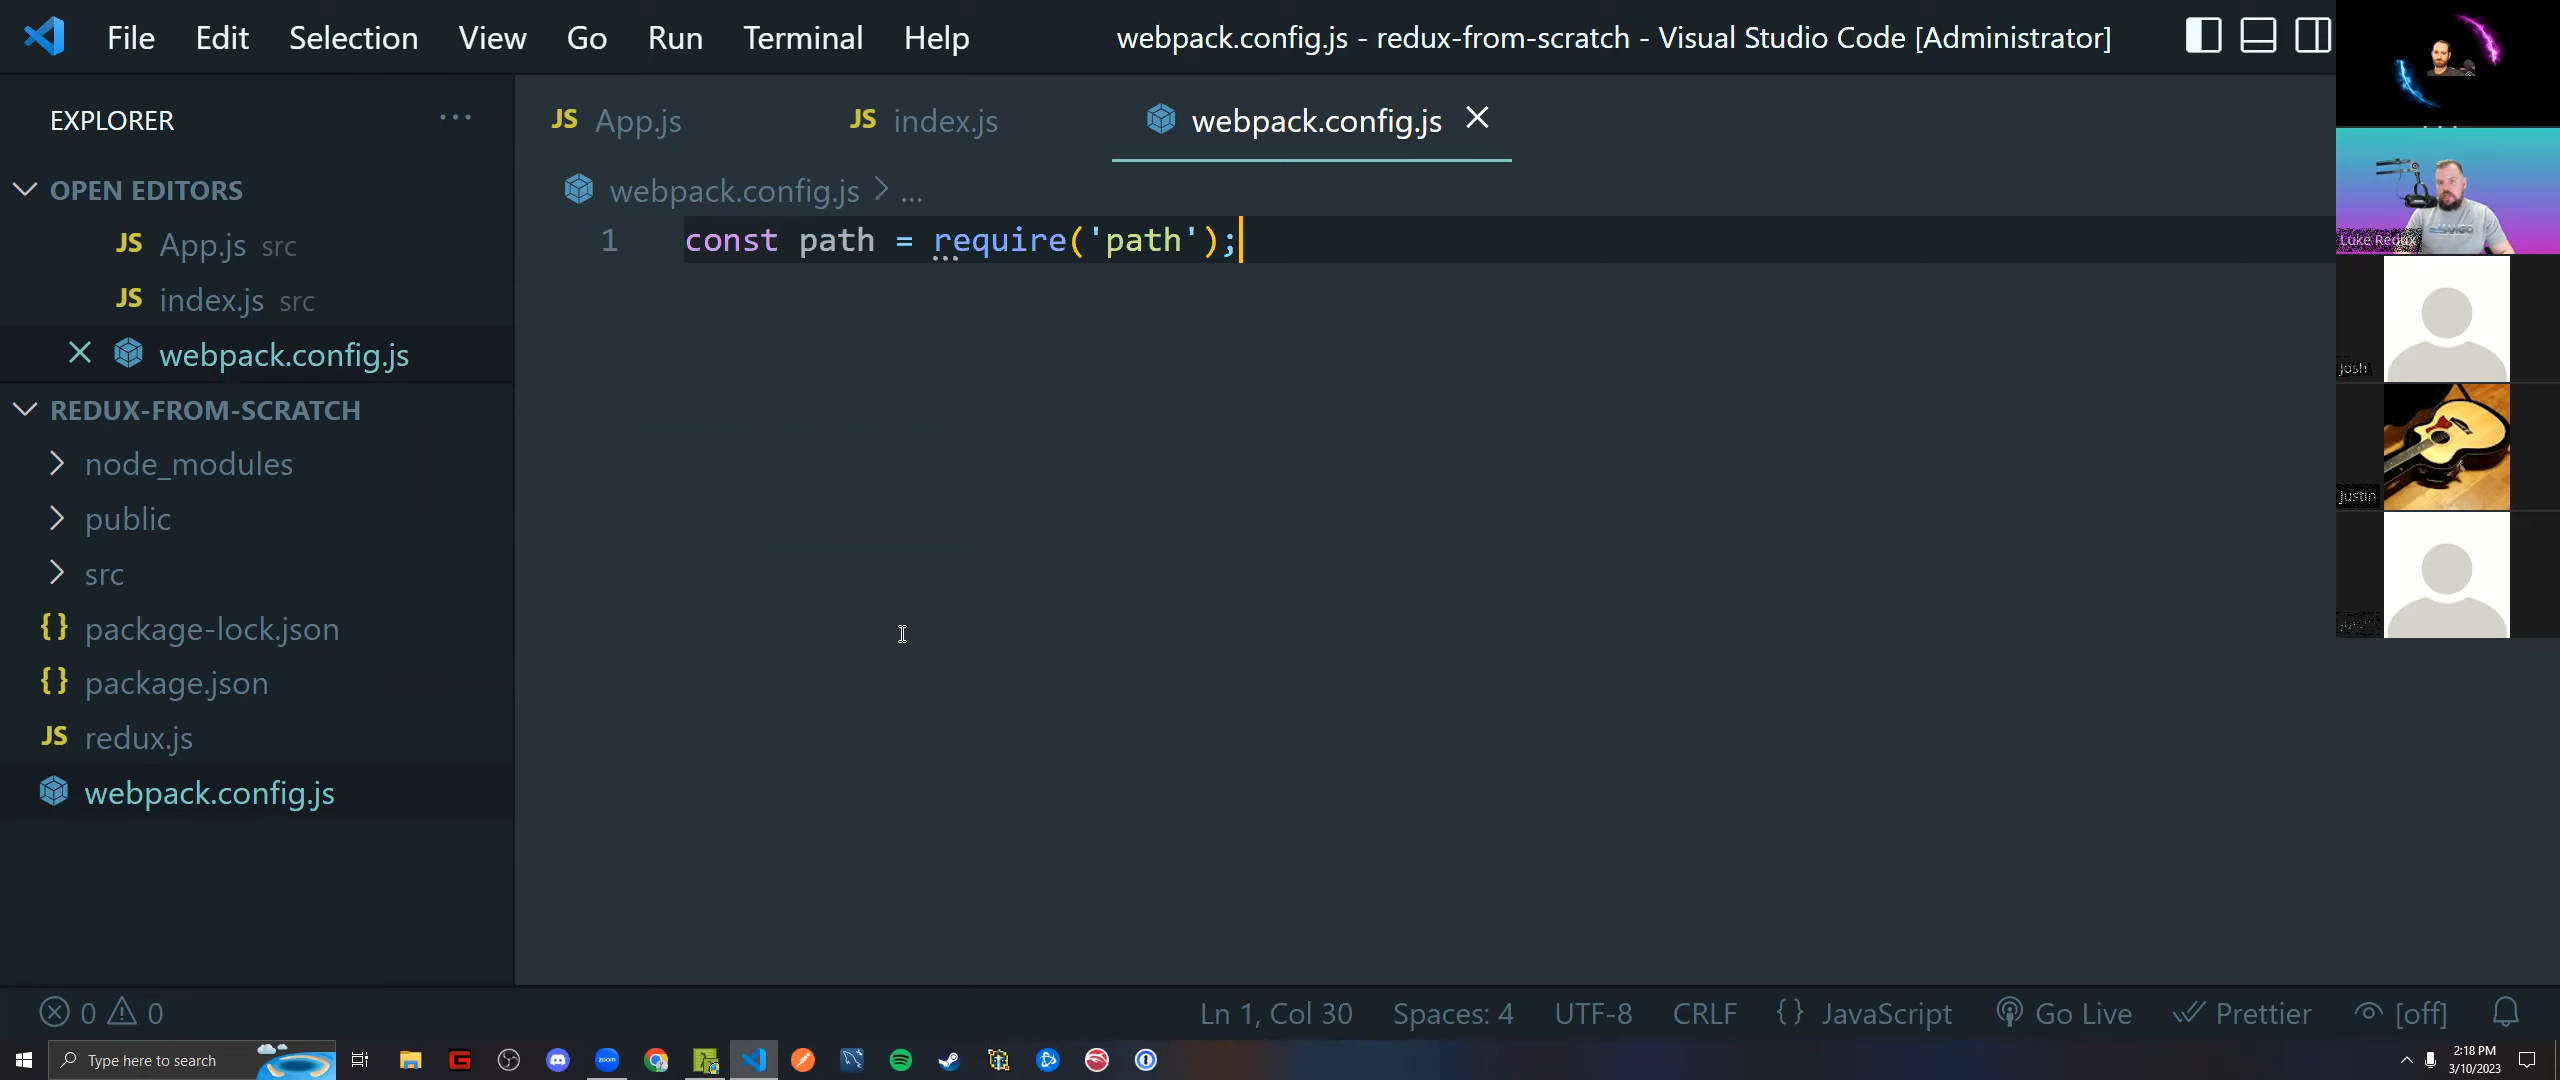 File Edit Selection View Go Run Terminal Help webpack.config.js - redux-from-scratch - Visual Studio Code [Administrator]
EXPLORER ···
OPEN EDITORS
JS App.js src
JS index.js src
webpack.config.js
REDUX-FROM-SCRATCH
node_modules
public
src
{} package-lock.json
{} package.json
JS redux.js
webpack.config.js
JS App.js JS index.js webpack.config.js
webpack.config.js > ...
1 const path = require('path');
Luke Redux
Josh
Justin
0 0 Ln 1, Col 30 Spaces: 4 UTF-8 CRLF {} JavaScript Go Live Prettier [off]
Type here to search zoom 2:18 PM
3/10/2023